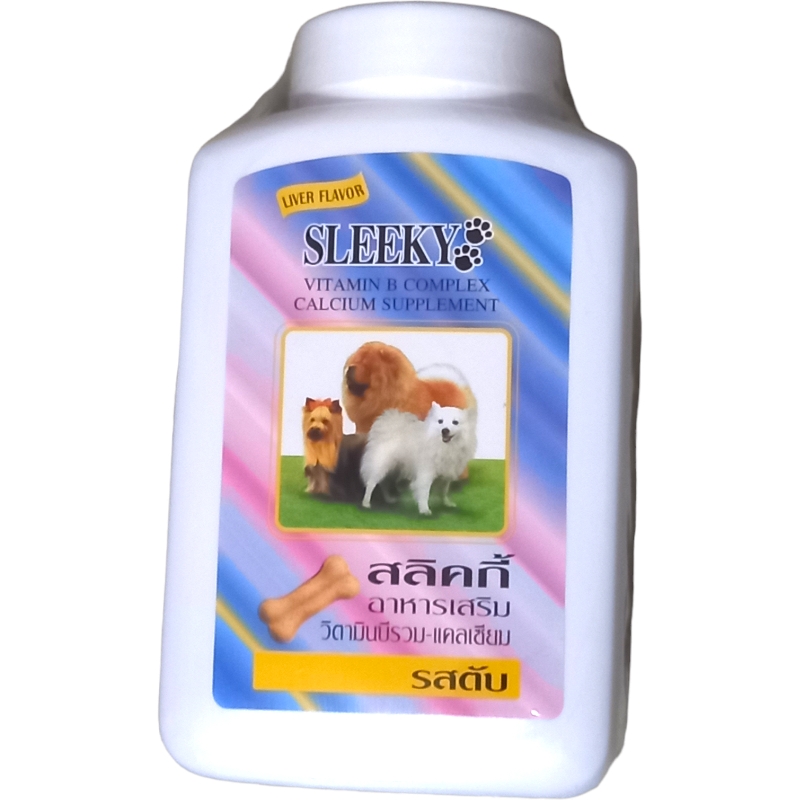 LIVER FLAVOR
SLEEKY
VITAMIN B COMPLEX
CALCIUM SUPPLEMENT
สลิคกี้
อาหารเสริม
วิตามินบีรวม-แคลเซียม
รสตับ